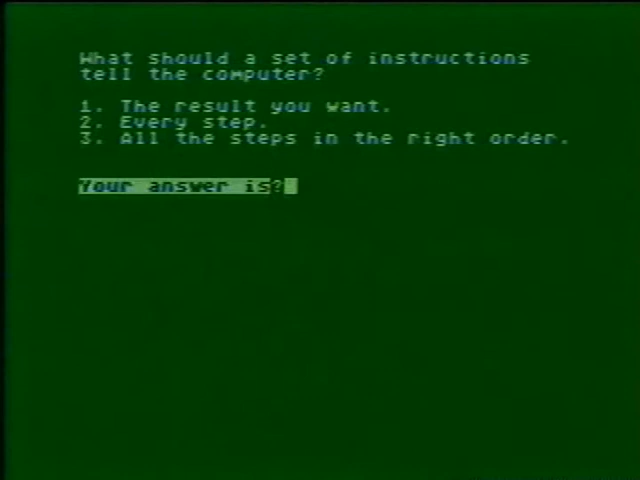 What should a set of instructions
tell the computer?
1. The result you want.
2. Every step.
3. All the steps in the right order.
Your answer is?